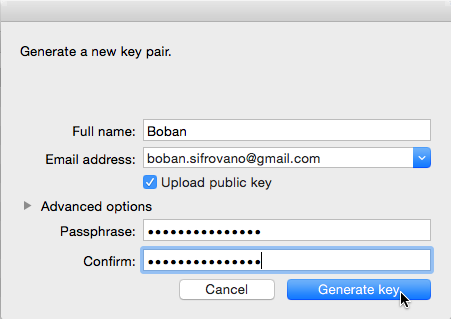 Generate a new key pair.
Full name: Boban
Email address: boban.sifrovano@gmail.com
Upload public key
Advanced options
Passphrase: •••••••••••••••
Confirm: •••••••••••••••
Cancel Generate key